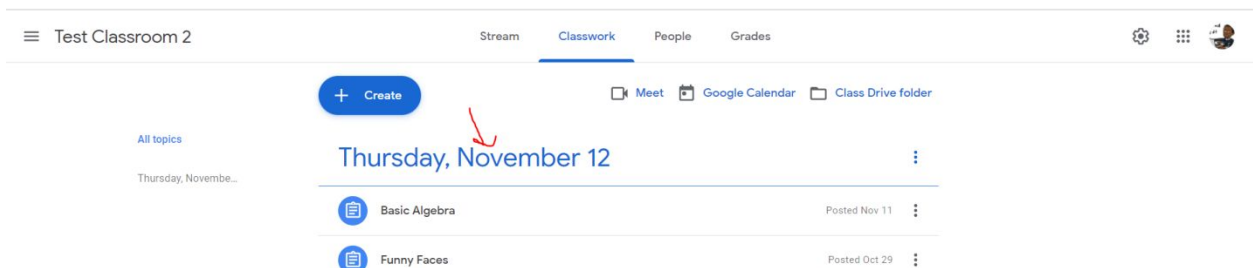 Test Classroom 2 Stream Classwork People Grades
Create Meet Google Calendar Class Drive folder
All topics
Thursday, November 12
Thursday, Novembe...
Basic Algebra Posted Nov 11
Funny Faces Posted Oct 29